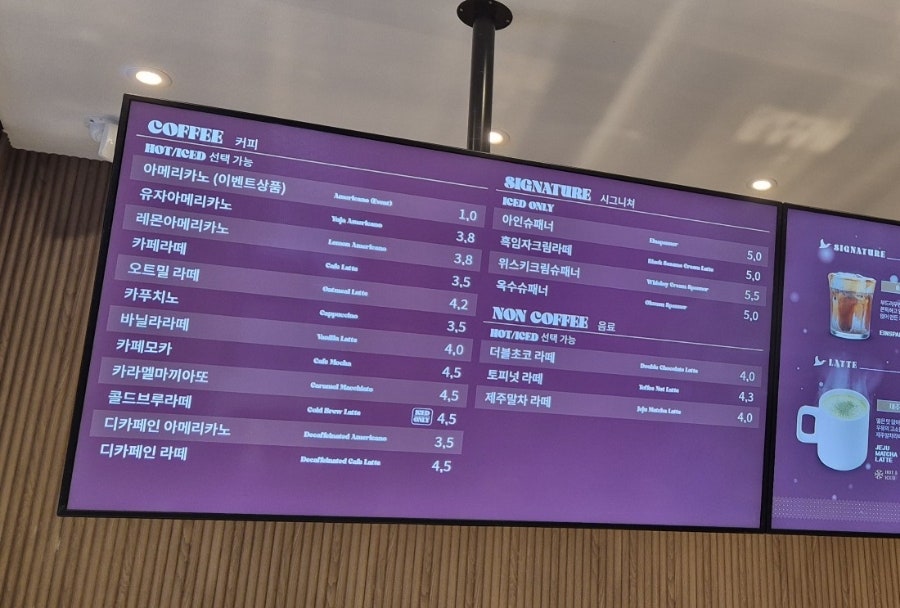 COFFEE 커피
HOT/ICED 선택 가능
아메리카노 (이벤트상품) Americano (Event) 1,0
유자아메리카노 Yuja Americano 3,8
레몬아메리카노 Lemon Americano 3,8
카페라떼 Cafe Latte 3,5
오트밀 라떼 Oatmeal Latte 4,2
카푸치노 Cappuccino 3,5
바닐라라떼 Vanilla Latte 4,0
카페모카 Cafe Mocha 4,5
카라멜마끼아또 Caramel Macchiato 4,5
콜드브루라떼 Cold Brew Latte ICED ONLY 4,5
디카페인 아메리카노 Decaffeinated Americano 3,5
디카페인 라떼 Decaffeinated Cafe Latte 4,5
SIGNATURE 시그니쳐
ICED ONLY
아인슈패너 Einspanner 5,0
흑임자크림라떼 Black Sesame Cream Latte 5,0
위스키크림슈패너 Whiskey Cream Spanner 5,5
옥수슈패너 Oksuu Spanner 5,0
NON COFFEE 음료
HOT/ICED 선택 가능
더블초코 라떼 Double Chocolate Latte 4,0
토피넛 라떼 Toffee Nut Latte 4,3
제주말차 라떼 Jeju Matcha Latte 4,0
SIGNATURE
LATTE
JEJU
MATCHA
LATTE